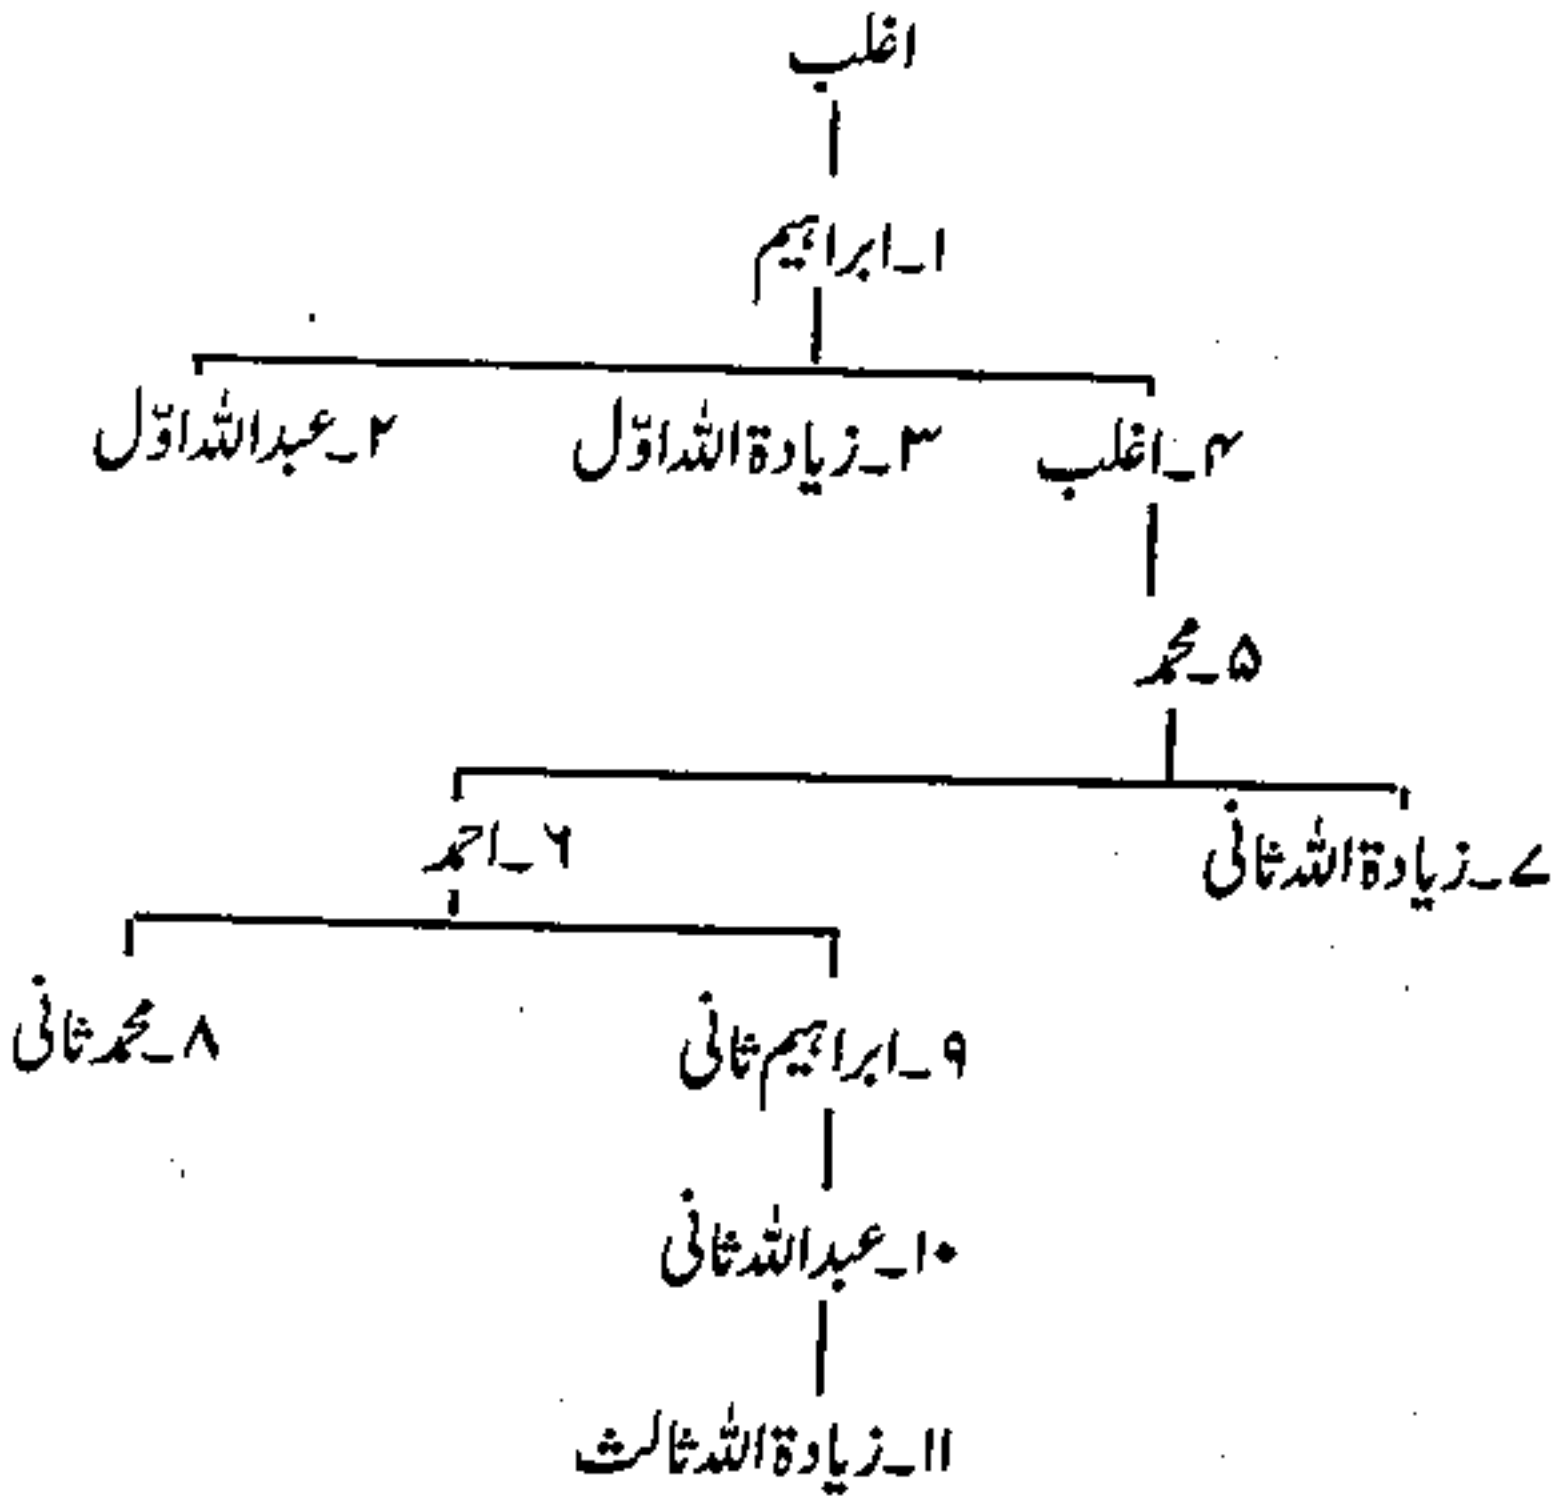 اغلب
۱۔ابراہیم
۴۔اغلب ۳۔زیادۃ اللہ اوّل ۲۔عبداللہ اوّل
۵۔محمد
۷۔زیادۃ اللہ ثانی ۶۔احمد
۹۔ابراہیم ثانی ۸۔محمد ثانی
۱۰۔عبداللہ ثانی
۱۱۔زیادۃ اللہ ثالث